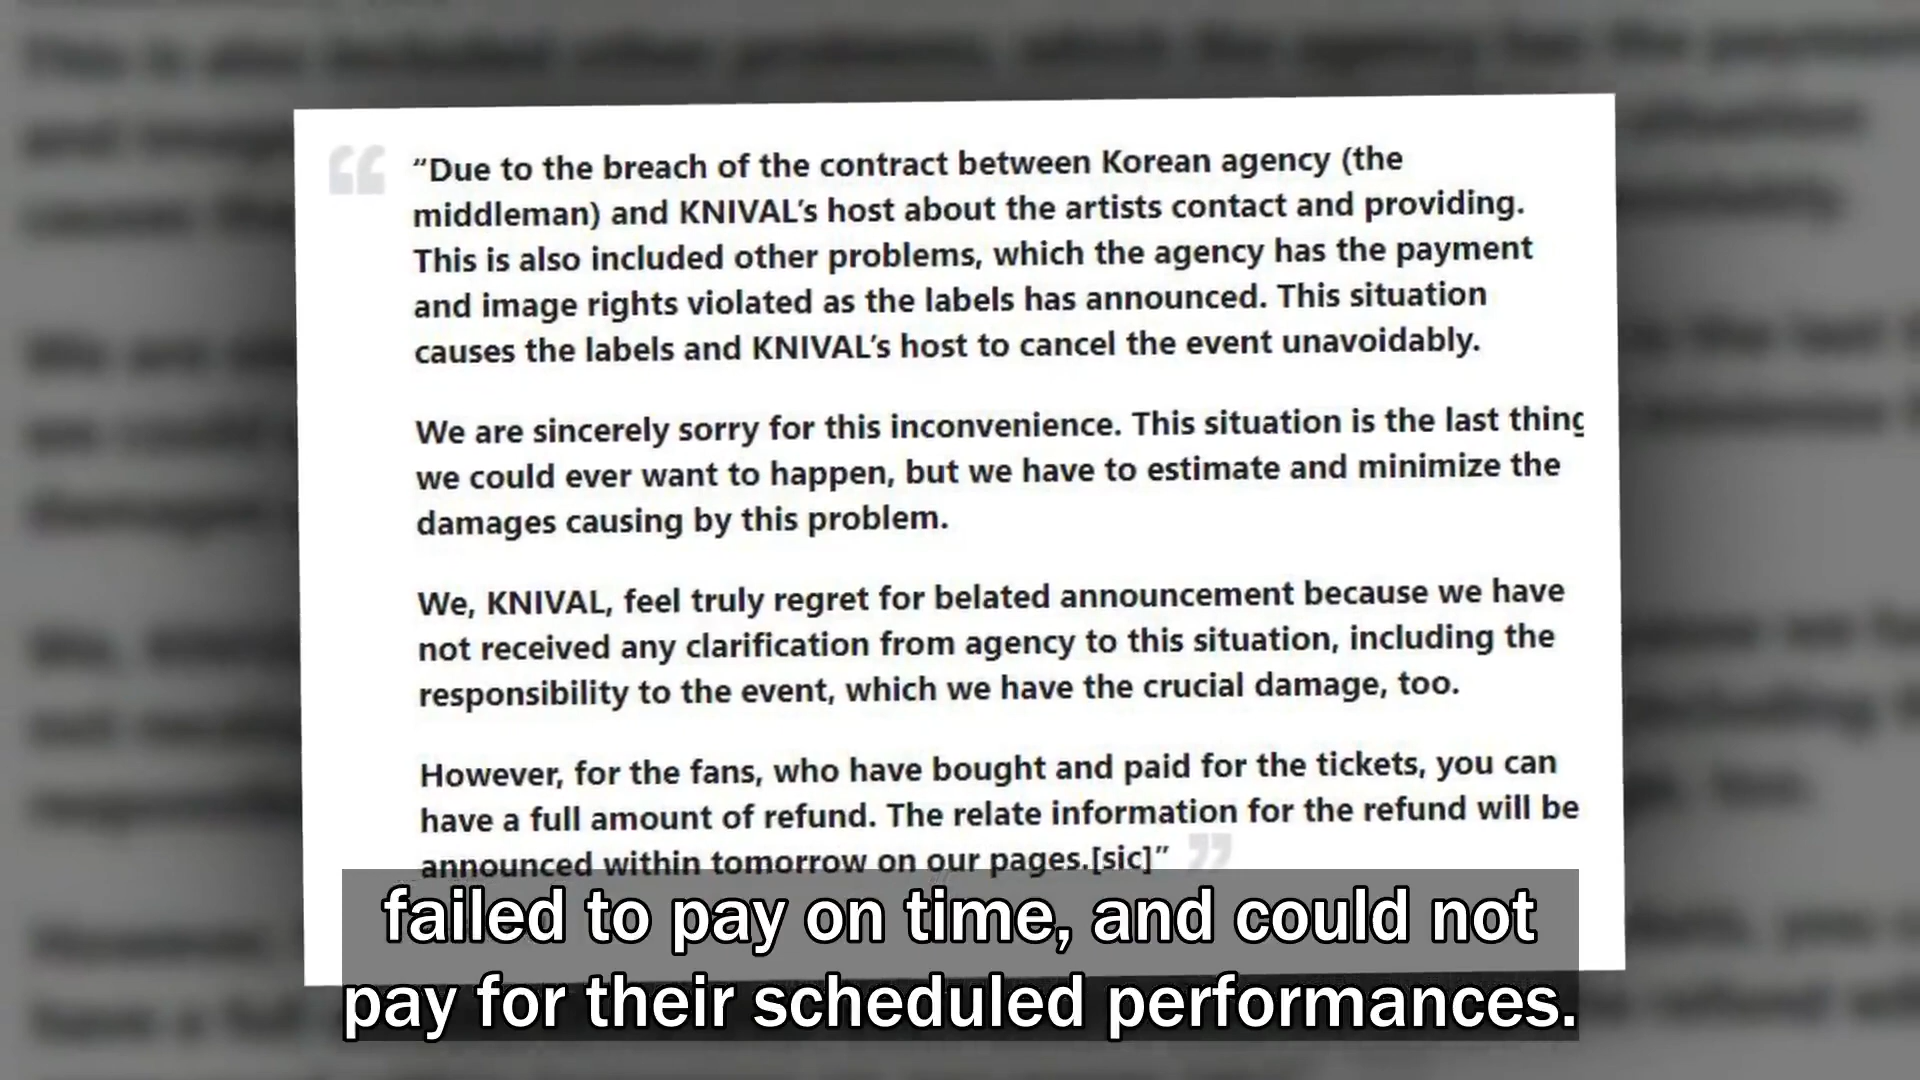 “Due to the breach of the contract between Korean agency (the
middleman) and KNIVAL’s host about the artists contact and providing.
This is also included other problems, which the agency has the payment
and image rights violated as the labels has announced. This situation
causes the labels and KNIVAL’s host to cancel the event unavoidably.
We are sincerely sorry for this inconvenience. This situation is the last thing
we could ever want to happen, but we have to estimate and minimize the
damages causing by this problem.
We, KNIVAL, feel truly regret for belated announcement because we have
not received any clarification from agency to this situation, including the
responsibility to the event, which we have the crucial damage, too.
However, for the fans, who have bought and paid for the tickets, you can
have a full amount of refund. The relate information for the refund will be
announced within tomorrow on our pages.[sic]”
failed to pay on time, and could not
pay for their scheduled performances.